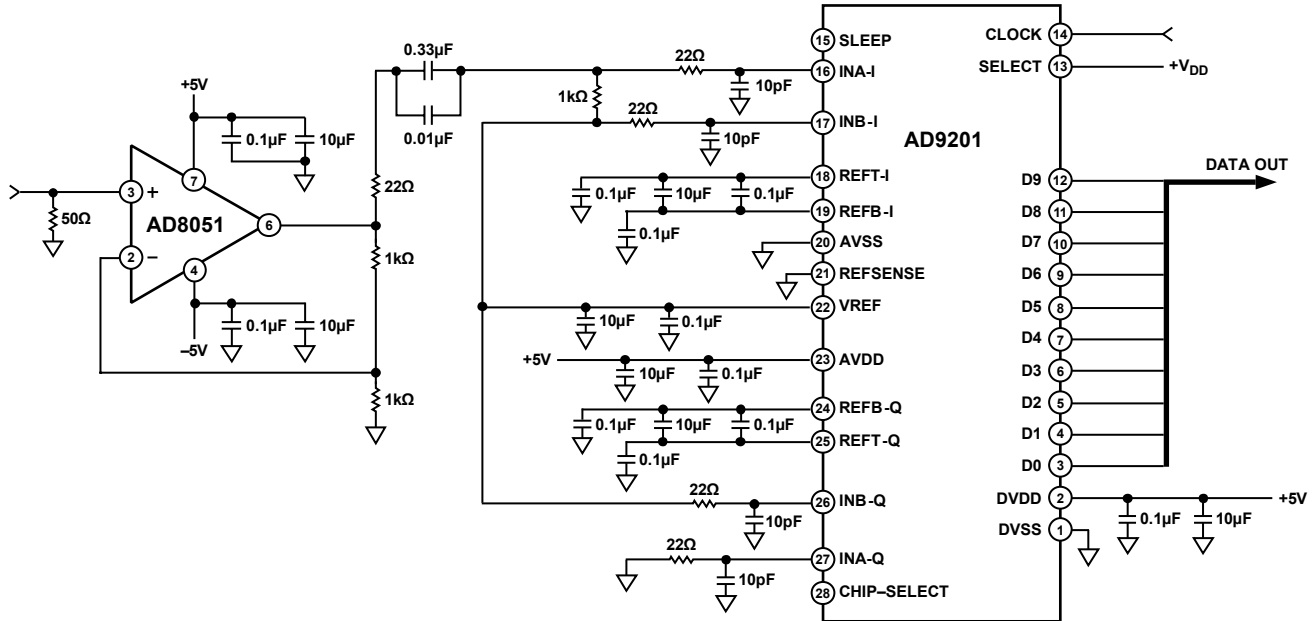 +5V
0.1µF
10µF
3
+
7
50Ω
AD8051
6
2
−
4
0.1µF
10µF
–5V
22Ω
1kΩ
1kΩ
0.33µF
0.01µF
1kΩ
22Ω
10pF
22Ω
10pF
0.1µF
10µF
0.1µF
0.1µF
10µF
0.1µF
+5V
10µF
0.1µF
0.1µF
10µF
0.1µF
0.1µF
22Ω
10pF
22Ω
10pF
AD9201
15 SLEEP
16 INA-I
17 INB-I
18 REFT-I
19 REFB-I
20 AVSS
21 REFSENSE
22 VREF
23 AVDD
24 REFB-Q
25 REFT-Q
26 INB-Q
27 INA-Q
28 CHIP–SELECT
CLOCK 14
SELECT 13
+VDD
D9 12
D8 11
D7 10
D6 9
D5 8
D4 7
D3 6
D2 5
D1 4
D0 3
DVDD 2
DVSS 1
DATA OUT
+5V
0.1µF
10µF